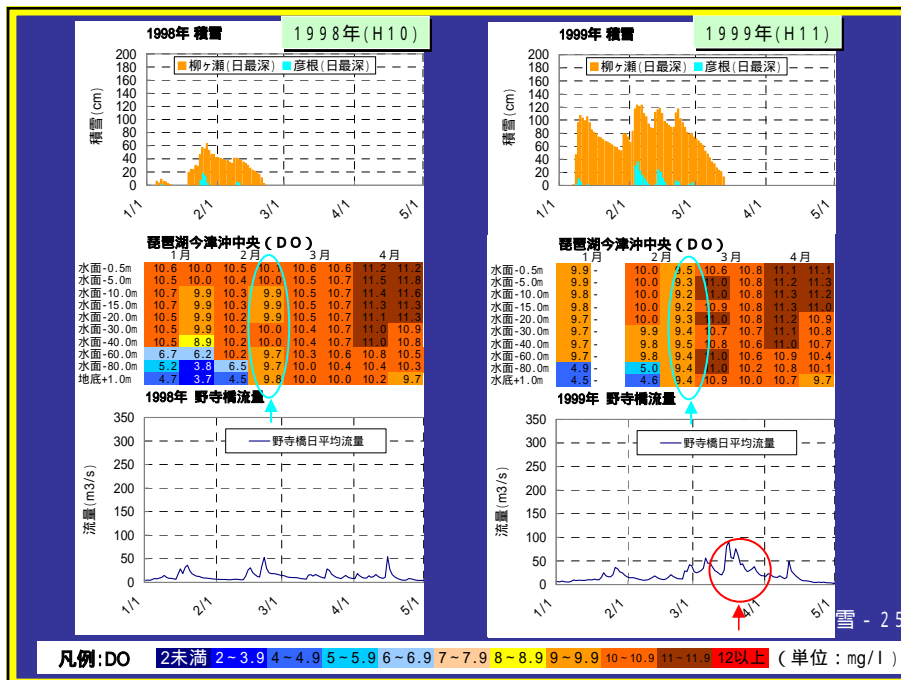 1998年 積雪
1998年(H10)
200
180
160
140
120
100
80
60
40
20
0
積雪(cm)
柳ヶ瀬(日最深) 彦根(日最深)
1/1 2/1 3/1 4/1 5/1
琵琶湖今津沖中央(DO)
1月 2月 3月 4月
水面-0.5m 10.6 10.0 10.5 10.1 10.6 10.6 11.2 11.2
水面-5.0m 10.5 10.0 10.4 10.0 10.5 10.7 11.5 11.8
水面-10.0m 10.7 9.9 10.3 9.9 10.5 10.7 11.4 11.6
水面-15.0m 10.7 9.9 10.3 9.9 10.5 10.7 11.3 11.3
水面-20.0m 10.5 9.9 10.2 9.9 10.5 10.7 11.1 11.3
水面-30.0m 10.5 9.9 10.2 10.0 10.4 10.7 11.0 10.9
水面-40.0m 10.5 8.9 10.2 10.0 10.4 10.7 11.0 10.8
水面-60.0m 6.7 6.2 10.2 9.7 10.3 10.6 10.8 10.5
水面-80.0m 5.2 3.8 6.5 9.7 10.0 10.4 10.4 10.3
地底+1.0m 4.7 3.7 4.5 9.8 10.0 10.0 10.2 9.7
1998年 野寺橋流量
350
300
250
200
150
100
50
0
流量(m3/s)
野寺橋日平均流量
1/1 2/1 3/1 4/1 5/1
1999年 積雪
1999年(H11)
200
180
160
140
120
100
80
60
40
20
0
積雪(cm)
柳ヶ瀬(日最深) 彦根(日最深)
1/1 2/1 3/1 4/1 5/1
琵琶湖今津沖中央(DO)
1月 2月 3月 4月
水面-0.5m 9.9 - 10.0 9.5 10.6 10.8 11.1 11.1
水面-5.0m 9.9 - 10.0 9.3 11.0 10.8 11.2 11.3
水面-10.0m 9.8 - 10.0 9.2 11.0 10.8 11.3 11.2
水面-15.0m 9.8 - 10.0 9.2 10.9 10.8 11.3 11.0
水面-20.0m 9.7 - 10.0 9.3 11.0 10.8 11.2 10.9
水面-30.0m 9.7 - 9.9 9.4 10.7 10.7 11.1 10.8
水面-40.0m 9.7 - 9.8 9.5 10.8 10.6 11.0 10.7
水面-60.0m 9.7 - 9.8 9.4 11.0 10.6 10.9 10.4
水面-80.0m 4.9 - 5.0 9.4 11.0 10.2 10.8 10.1
水底+1.0m 4.5 - 4.6 9.4 10.9 10.0 10.7 9.7
1999年 野寺橋流量
350
300
250
200
150
100
50
0
流量(m3/s)
野寺橋日平均流量
1/1 2/1 3/1 4/1 5/1
雪-25
凡例:DO 2未満 2~3.9 4~4.9 5~5.9 6~6.9 7~7.9 8~8.9 9~9.9 10~10.9 11~11.9 12以上 (単位:mg/l)